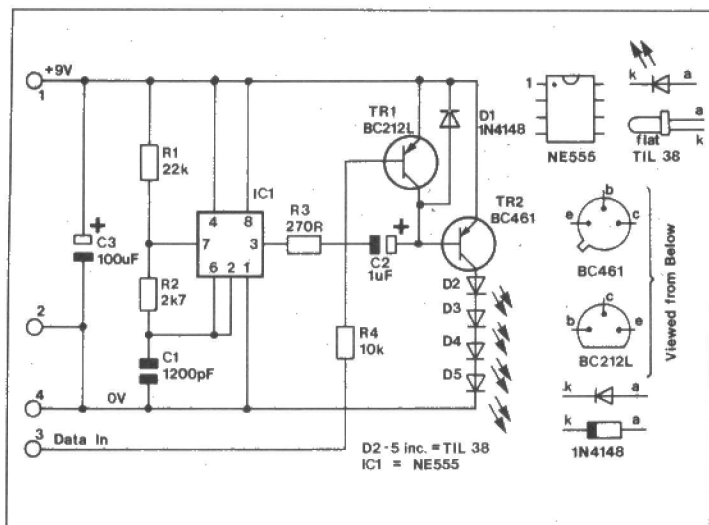 +9V
1
R1
22k
C3
100uF
+
R2
2k7
2
C1
1200pF
4
0V
3
Data In
IC1
4
8
7
3
6
2
1
R3
270R
C2
1uF
+
R4
10k
TR1
BC212L
D1
1N4148
TR2
BC461
D2
D3
D4
D5
D2-5 inc. = TIL 38
IC1 = NE555
1
NE555
k
a
a
flat
k
TIL 38
b
e
c
BC461
c
b
e
BC212L
Viewed from Below
k
a
k
a
1N4148